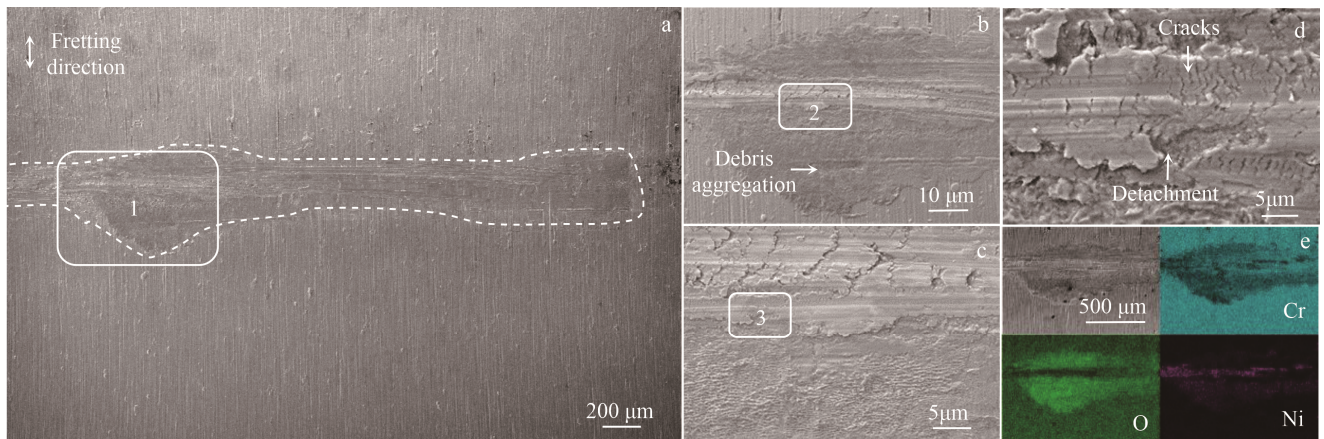 a
Fretting
direction
1
200 μm
b
2
Debris
aggregation
10 μm
c
3
5μm
d
Cracks
Detachment
5μm
e
500 μm
Cr
O
Ni